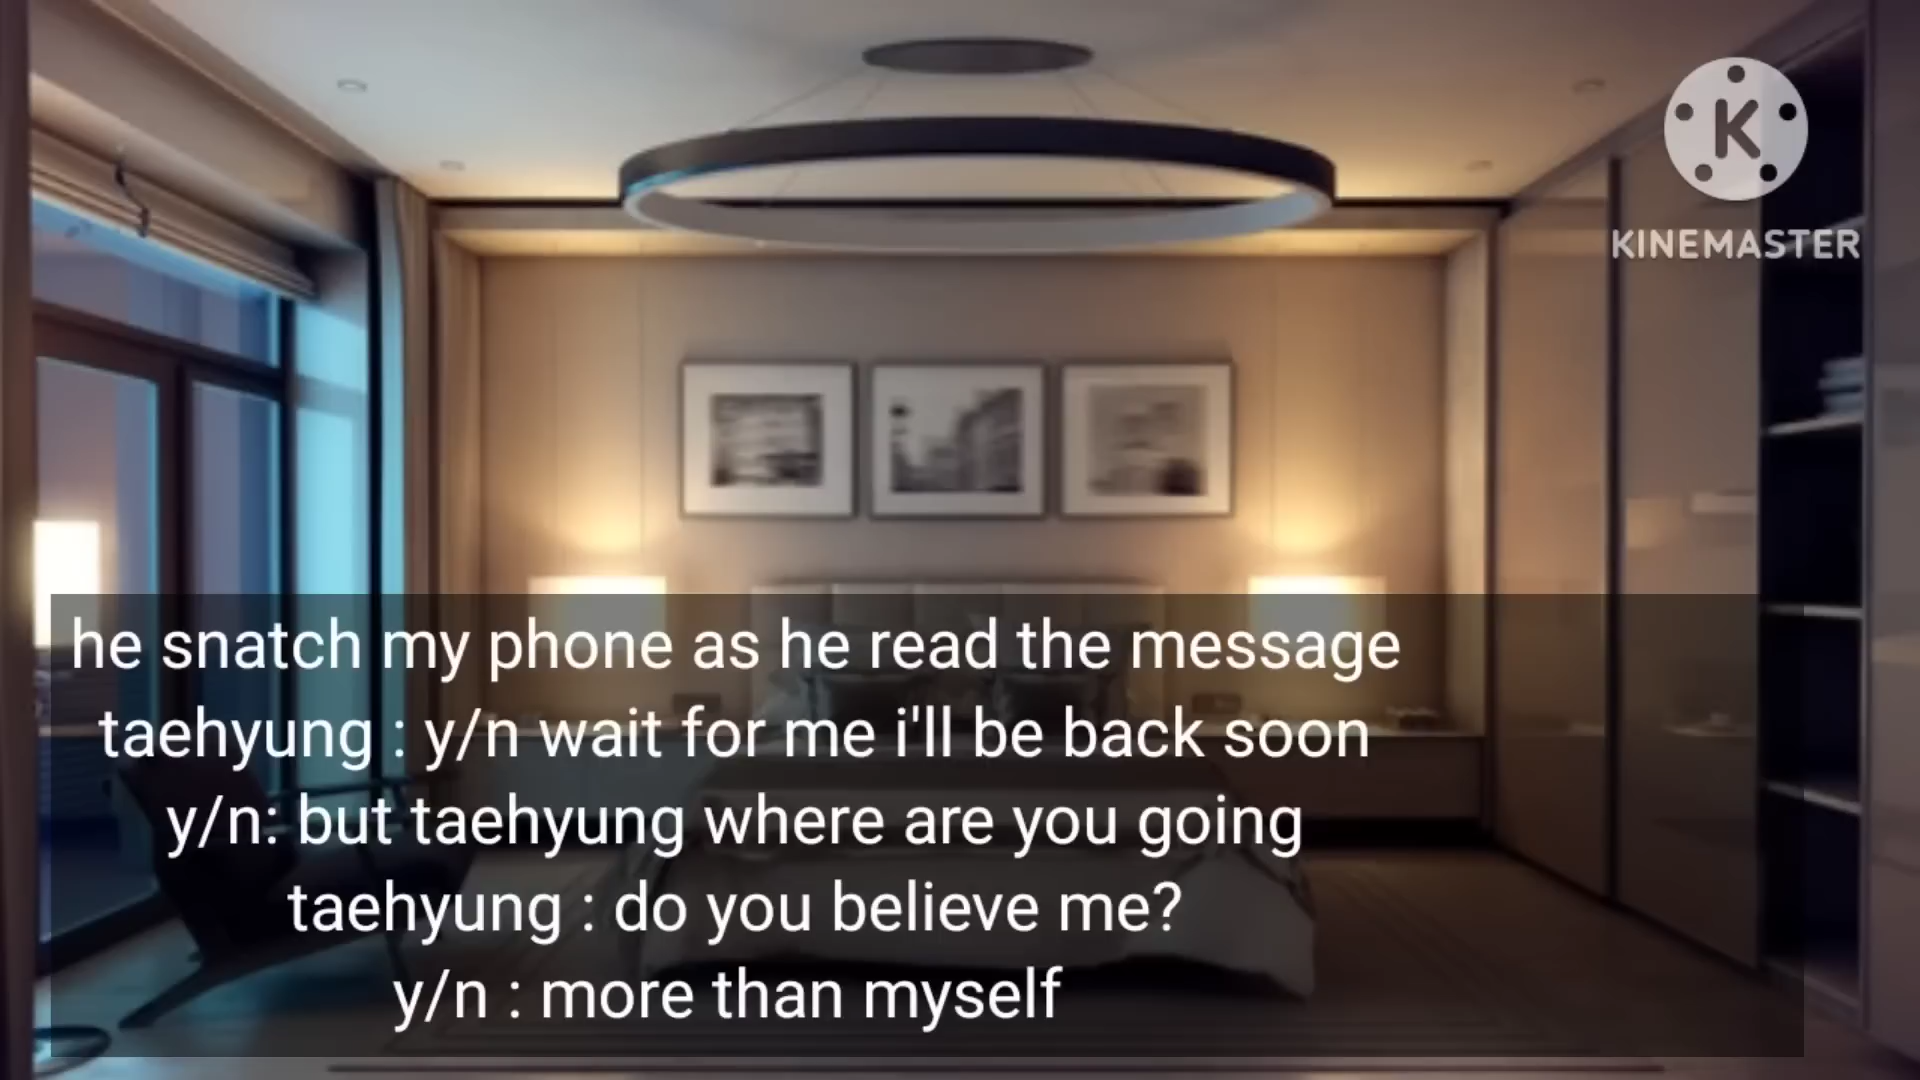 K
KINEMASTER
he snatch my phone as he read the message
taehyung : y/n wait for me i'll be back soon
y/n: but taehyung where are you going
taehyung : do you believe me?
y/n : more than myself